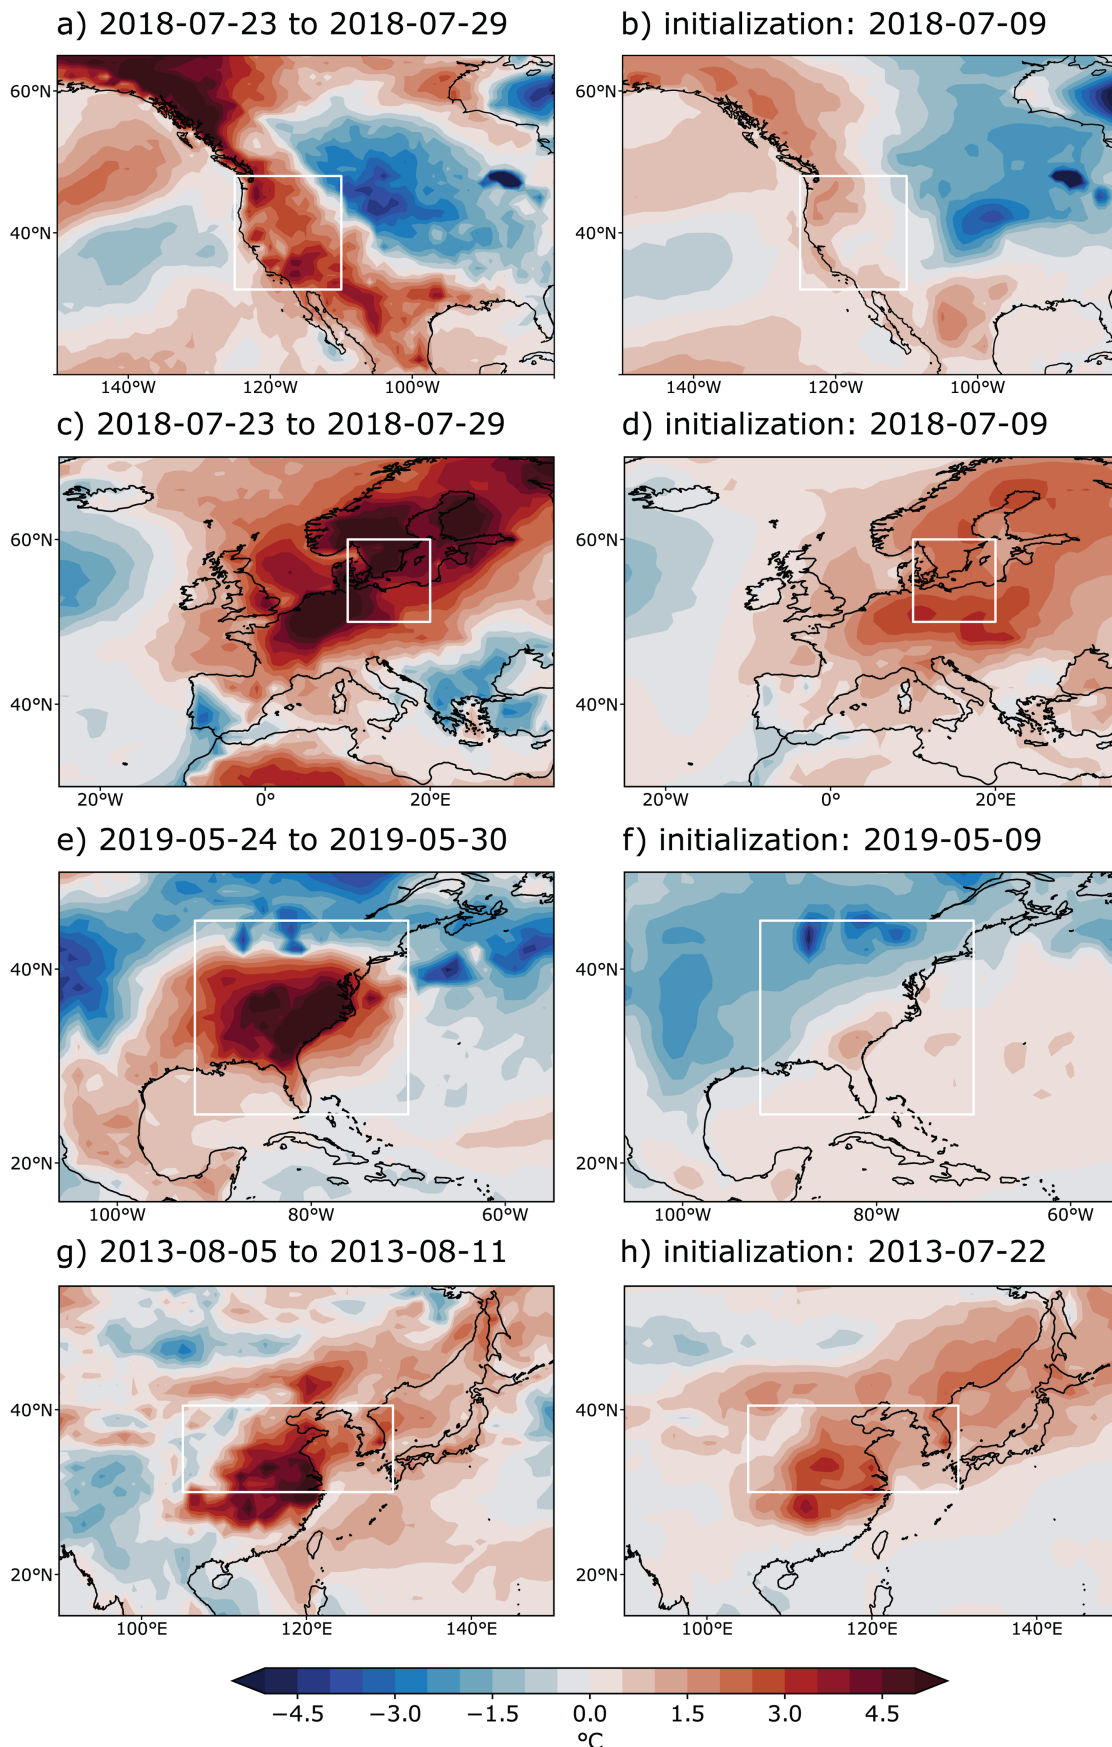 a) 2018-07-23 to 2018-07-29
b) initialization: 2018-07-09
60°N
60°N
40°N
40°N
140°W 120°W 100°W
140°W 120°W 100°W
c) 2018-07-23 to 2018-07-29
d) initialization: 2018-07-09
60°N
60°N
40°N
40°N
20°W 0° 20°E
20°W 0° 20°E
e) 2019-05-24 to 2019-05-30
f) initialization: 2019-05-09
40°N
40°N
20°N
20°N
100°W 80°W 60°W
100°W 80°W 60°W
g) 2013-08-05 to 2013-08-11
h) initialization: 2013-07-22
40°N
40°N
20°N
20°N
100°E 120°E 140°E
100°E 120°E 140°E
−4.5 −3.0 −1.5 0.0 1.5 3.0 4.5
°C